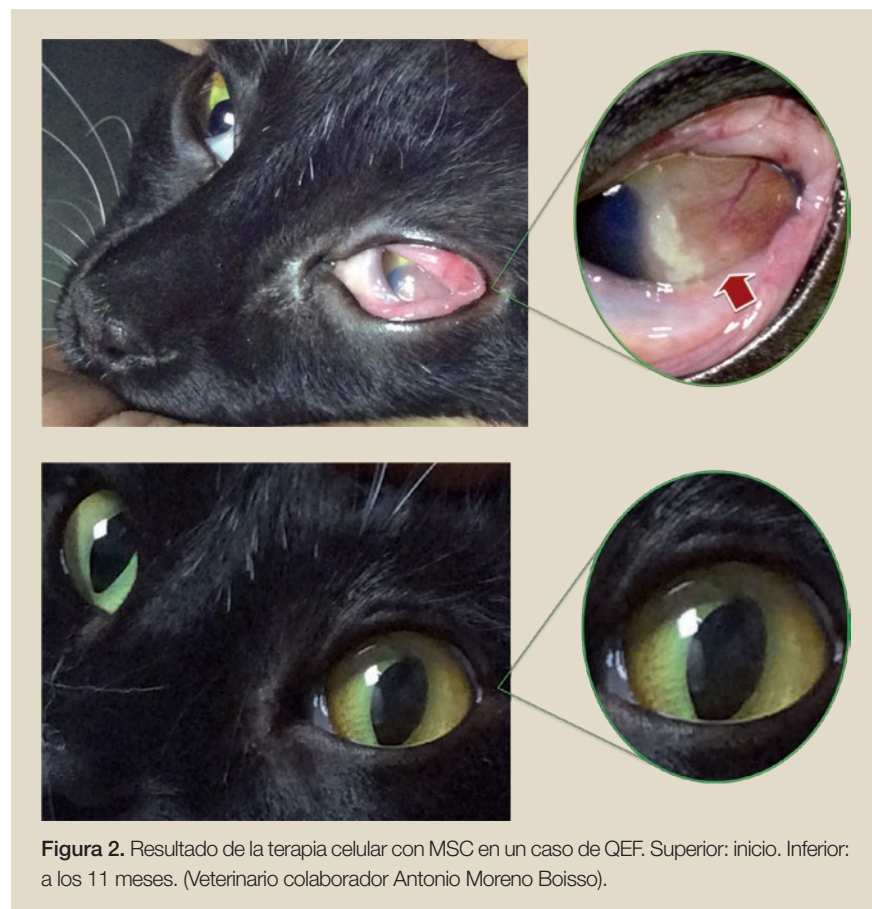 Figura 2. Resultado de la terapia celular con MSC en un caso de QEF. Superior: inicio. Inferior:
a los 11 meses. (Veterinario colaborador Antonio Moreno Boisso).